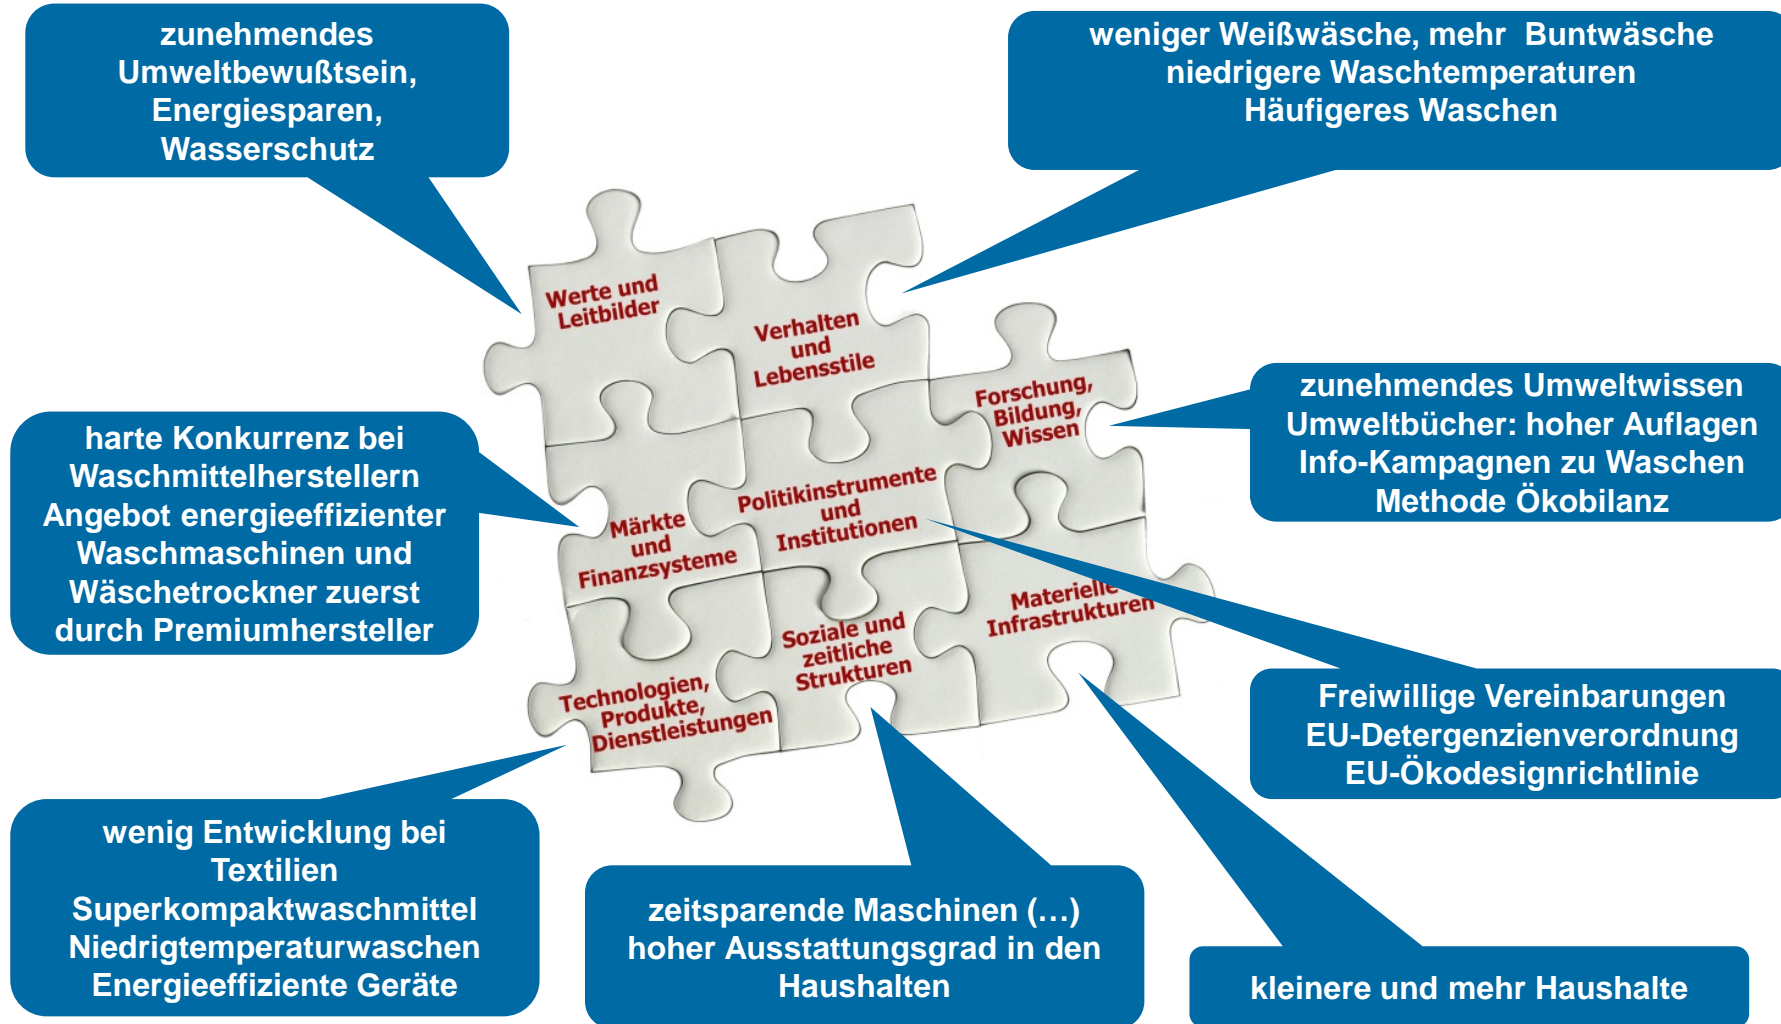 zunehmendes
Umweltbewußtsein,
Energiesparen,
Wasserschutz
weniger Weißwäsche, mehr Buntwäsche
niedrigere Waschtemperaturen
Häufigeres Waschen
Werte und
Leitbilder
Verhalten
und
Lebensstile
Forschung,
Bildung,
Wissen
zunehmendes Umweltwissen
Umweltbücher: hoher Auflagen
Info-Kampagnen zu Waschen
Methode Ökobilanz
harte Konkurrenz bei
Waschmittelherstellern
Angebot energieeffizienter
Waschmaschinen und
Wäschetrockner zuerst
durch Premiumhersteller
Märkte
und
Finanzsysteme
Politikinstrumente
und
Institutionen
Materielle
Infrastrukturen
Soziale und
zeitliche
Strukturen
Technologien,
Produkte,
Dienstleistungen
Freiwillige Vereinbarungen
EU-Detergenzienverordnung
EU-Ökodesignrichtlinie
wenig Entwicklung bei
Textilien
Superkompaktwaschmittel
Niedrigtemperaturwaschen
Energieeffiziente Geräte
zeitsparende Maschinen (…)
hoher Ausstattungsgrad in den
Haushalten
kleinere und mehr Haushalte